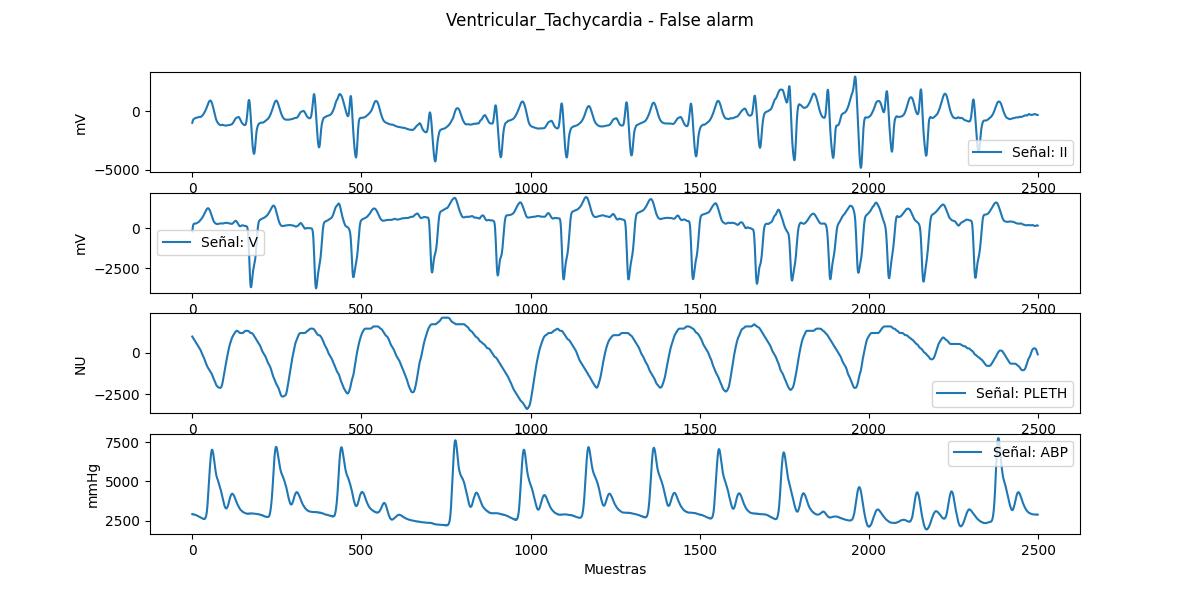 Ventricular_Tachycardia - False alarm
mV
0
−5000
Señal: II
0 500 1000 1500 2000 2500
mV
0
−2500
Señal: V
0 500 1000 1500 2000 2500
NU
0
−2500
Señal: PLETH
0 500 1000 1500 2000 2500
mmHg
7500
5000
2500
Señal: ABP
0 500 1000 1500 2000 2500
Muestras